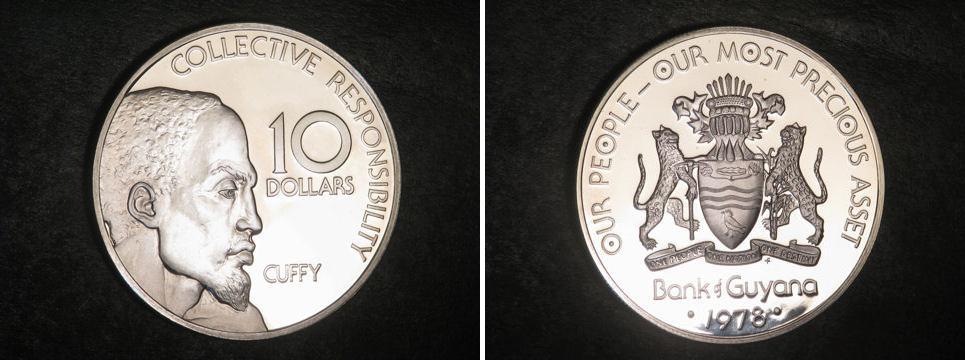 COLLECTIVE RESPONSIBILITY
10
DOLLARS
CUFFY
OUR PEOPLE – OUR MOST PRECIOUS ASSET
ONE PEOPLE ONE NATION ONE DESTINY
Bank of Guyana
1978